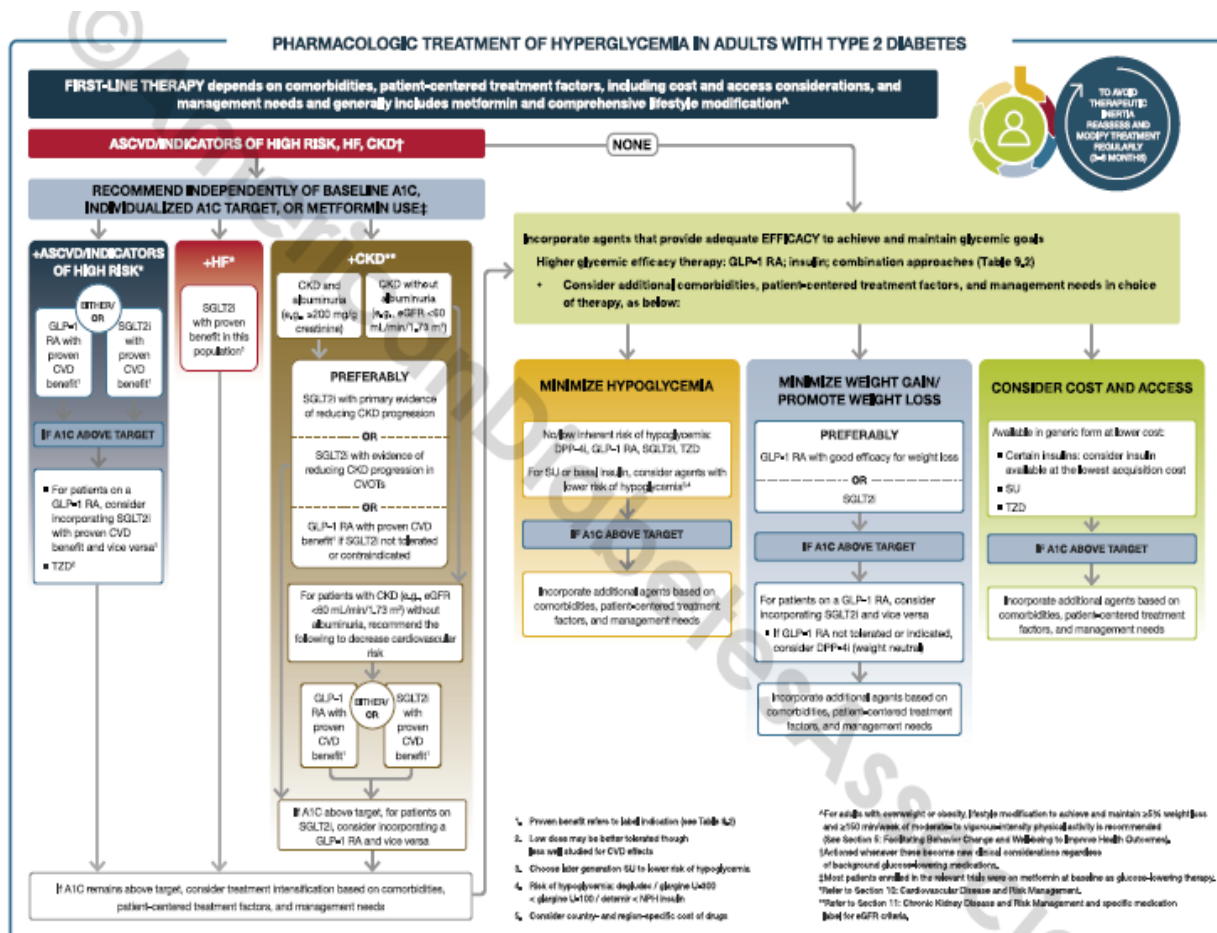 PHARMACOLOGIC TREATMENT OF HYPERGLYCEMIA IN ADULTS WITH TYPE 2 DIABETES
FIRST-LINE THERAPY depends on comorbidities, patient-centered treatment factors, including cost and access considerations, and
management needs and generally includes metformin and comprehensive lifestyle modification^
TO AVOID
THERAPEUTIC
INERTIA
REASSESS AND
MODIFY TREATMENT
REGULARLY
(3–6 MONTHS)
ASCVD/INDICATORS OF HIGH RISK, HF, CKD†
NONE
RECOMMEND INDEPENDENTLY OF BASELINE A1C,
INDIVIDUALIZED A1C TARGET, OR METFORMIN USE‡
+ASCVD/INDICATORS
OF HIGH RISK*
EITHER/
OR
GLP-1
RA with
proven
CVD
benefit¹
SGLT2i
with
proven
CVD
benefit¹
IF A1C ABOVE TARGET
▪ For patients on a
GLP-1 RA, consider
incorporating SGLT2i
with proven CVD
benefit and vice versa¹
▪ TZD²
+HF*
SGLT2i
with proven
benefit in this
population¹
+CKD**
CKD and
albuminuria
(e.g., ≥200 mg/g
creatinine)
CKD without
albuminuria
(e.g., eGFR <60
mL/min/1.73 m²)
PREFERABLY
SGLT2i with primary evidence
of reducing CKD progression
OR
SGLT2i with evidence of
reducing CKD progression in
CVOTs
OR
GLP-1 RA with proven CVD
benefit¹ if SGLT2i not tolerated
or contraindicated
For patients with CKD (e.g., eGFR
<60 mL/min/1.73 m²) without
albuminuria, recommend the
following to decrease cardiovascular
risk
GLP-1
RA with
proven
CVD
benefit¹
EITHER/
OR
SGLT2i
with
proven
CVD
benefit¹
If A1C above target, for patients on
SGLT2i, consider incorporating a
GLP-1 RA and vice versa
If A1C remains above target, consider treatment intensification based on comorbidities,
patient-centered treatment factors, and management needs
Incorporate agents that provide adequate EFFICACY to achieve and maintain glycemic goals
Higher glycemic efficacy therapy: GLP-1 RA; insulin; combination approaches (Table 9.2)
• Consider additional comorbidities, patient-centered treatment factors, and management needs in choice
of therapy, as below:
MINIMIZE HYPOGLYCEMIA
No/low inherent risk of hypoglycemia:
DPP-4i, GLP-1 RA, SGLT2i, TZD
For SU or basal insulin, consider agents with
lower risk of hypoglycemia³,⁴
IF A1C ABOVE TARGET
Incorporate additional agents based on
comorbidities, patient-centered treatment
factors, and management needs
MINIMIZE WEIGHT GAIN/
PROMOTE WEIGHT LOSS
PREFERABLY
GLP-1 RA with good efficacy for weight loss
OR
SGLT2i
IF A1C ABOVE TARGET
For patients on a GLP-1 RA, consider
incorporating SGLT2i and vice versa
▪ If GLP-1 RA not tolerated or indicated,
consider DPP-4i (weight neutral)
Incorporate additional agents based on
comorbidities, patient-centered treatment
factors, and management needs
CONSIDER COST AND ACCESS
Available in generic form at lower cost:
▪ Certain insulins: consider insulin
available at the lowest acquisition cost
▪ SU
▪ TZD
IF A1C ABOVE TARGET
Incorporate additional agents based on
comorbidities, patient-centered treatment
factors, and management needs
1. Proven benefit refers to label indication (see Table 9.2)
2. Low dose may be better tolerated though
less well studied for CVD effects
3. Choose later generation SU to lower risk of hypoglycemia
4. Risk of hypoglycemia: degludec / glargine U-300
< glargine U-100 / detemir < NPH insulin
5. Consider country- and region-specific cost of drugs
^For adults with overweight or obesity, lifestyle modification to achieve and maintain ≥5% weight loss
and ≥150 min/week of moderate- to vigorous-intensity physical activity is recommended
(See Section 5: Facilitating Behavior Change and Well-being to Improve Health Outcomes).
†Actioned whenever these become new clinical considerations regardless
of background glucose-lowering medications.
‡Most patients enrolled in the relevant trials were on metformin at baseline as glucose-lowering therapy.
*Refer to Section 10: Cardiovascular Disease and Risk Management.
**Refer to Section 11: Chronic Kidney Disease and Risk Management and specific medication
label for eGFR criteria.
© AmericanDiabetesAssoci